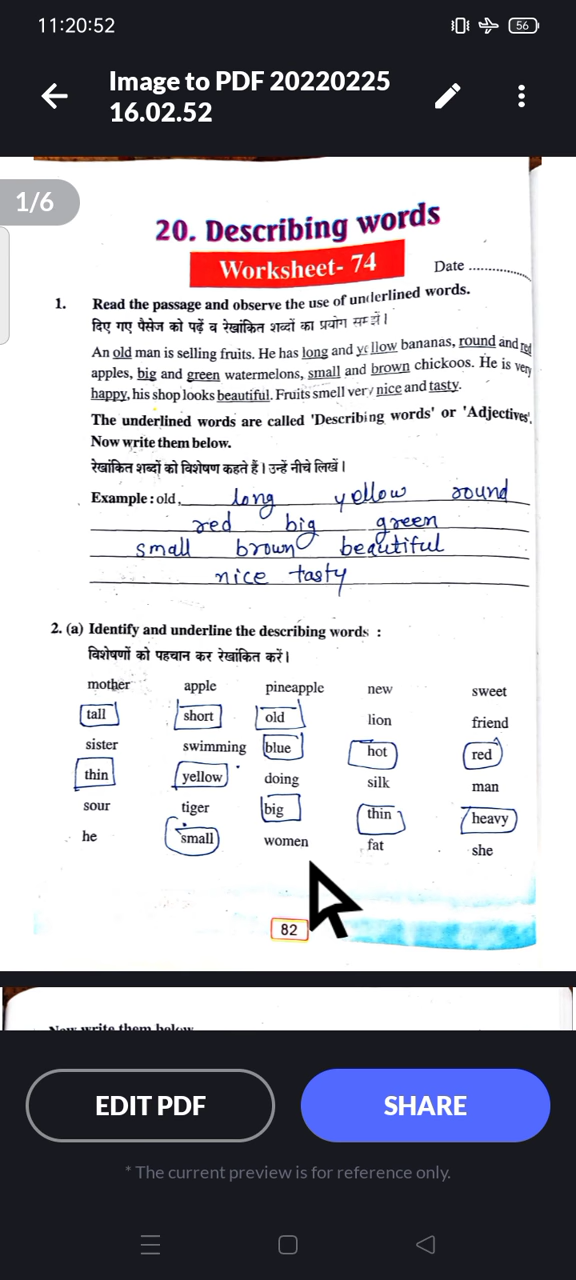 11:20:52
56
Image to PDF 20220225
16.02.52
1/6
20. Describing words
Worksheet- 74
Date ..................
1. Read the passage and observe the use of underlined words.
दिए गए पैसेज को पढ़ें व रेखांकित शब्दों का प्रयोग समझें।
An old man is selling fruits. He has long and yellow bananas, round and red
apples, big and green watermelons, small and brown chickoos. He is very
happy, his shop looks beautiful. Fruits smell very nice and tasty.
The underlined words are called 'Describing words' or 'Adjectives'.
Now write them below.
रेखांकित शब्दों को विशेषण कहते हैं। उन्हें नीचे लिखें।
Example : old, long yellow round
red big green
small brown beautiful
nice tasty
2. (a) Identify and underline the describing words :
विशेषणों को पहचान कर रेखांकित करें।
mother apple pineapple new sweet
tall short old lion friend
sister swimming blue hot red
thin yellow doing silk man
sour tiger big thin heavy
he small women fat she
82
Now write them below
EDIT PDF
SHARE
* The current preview is for reference only.